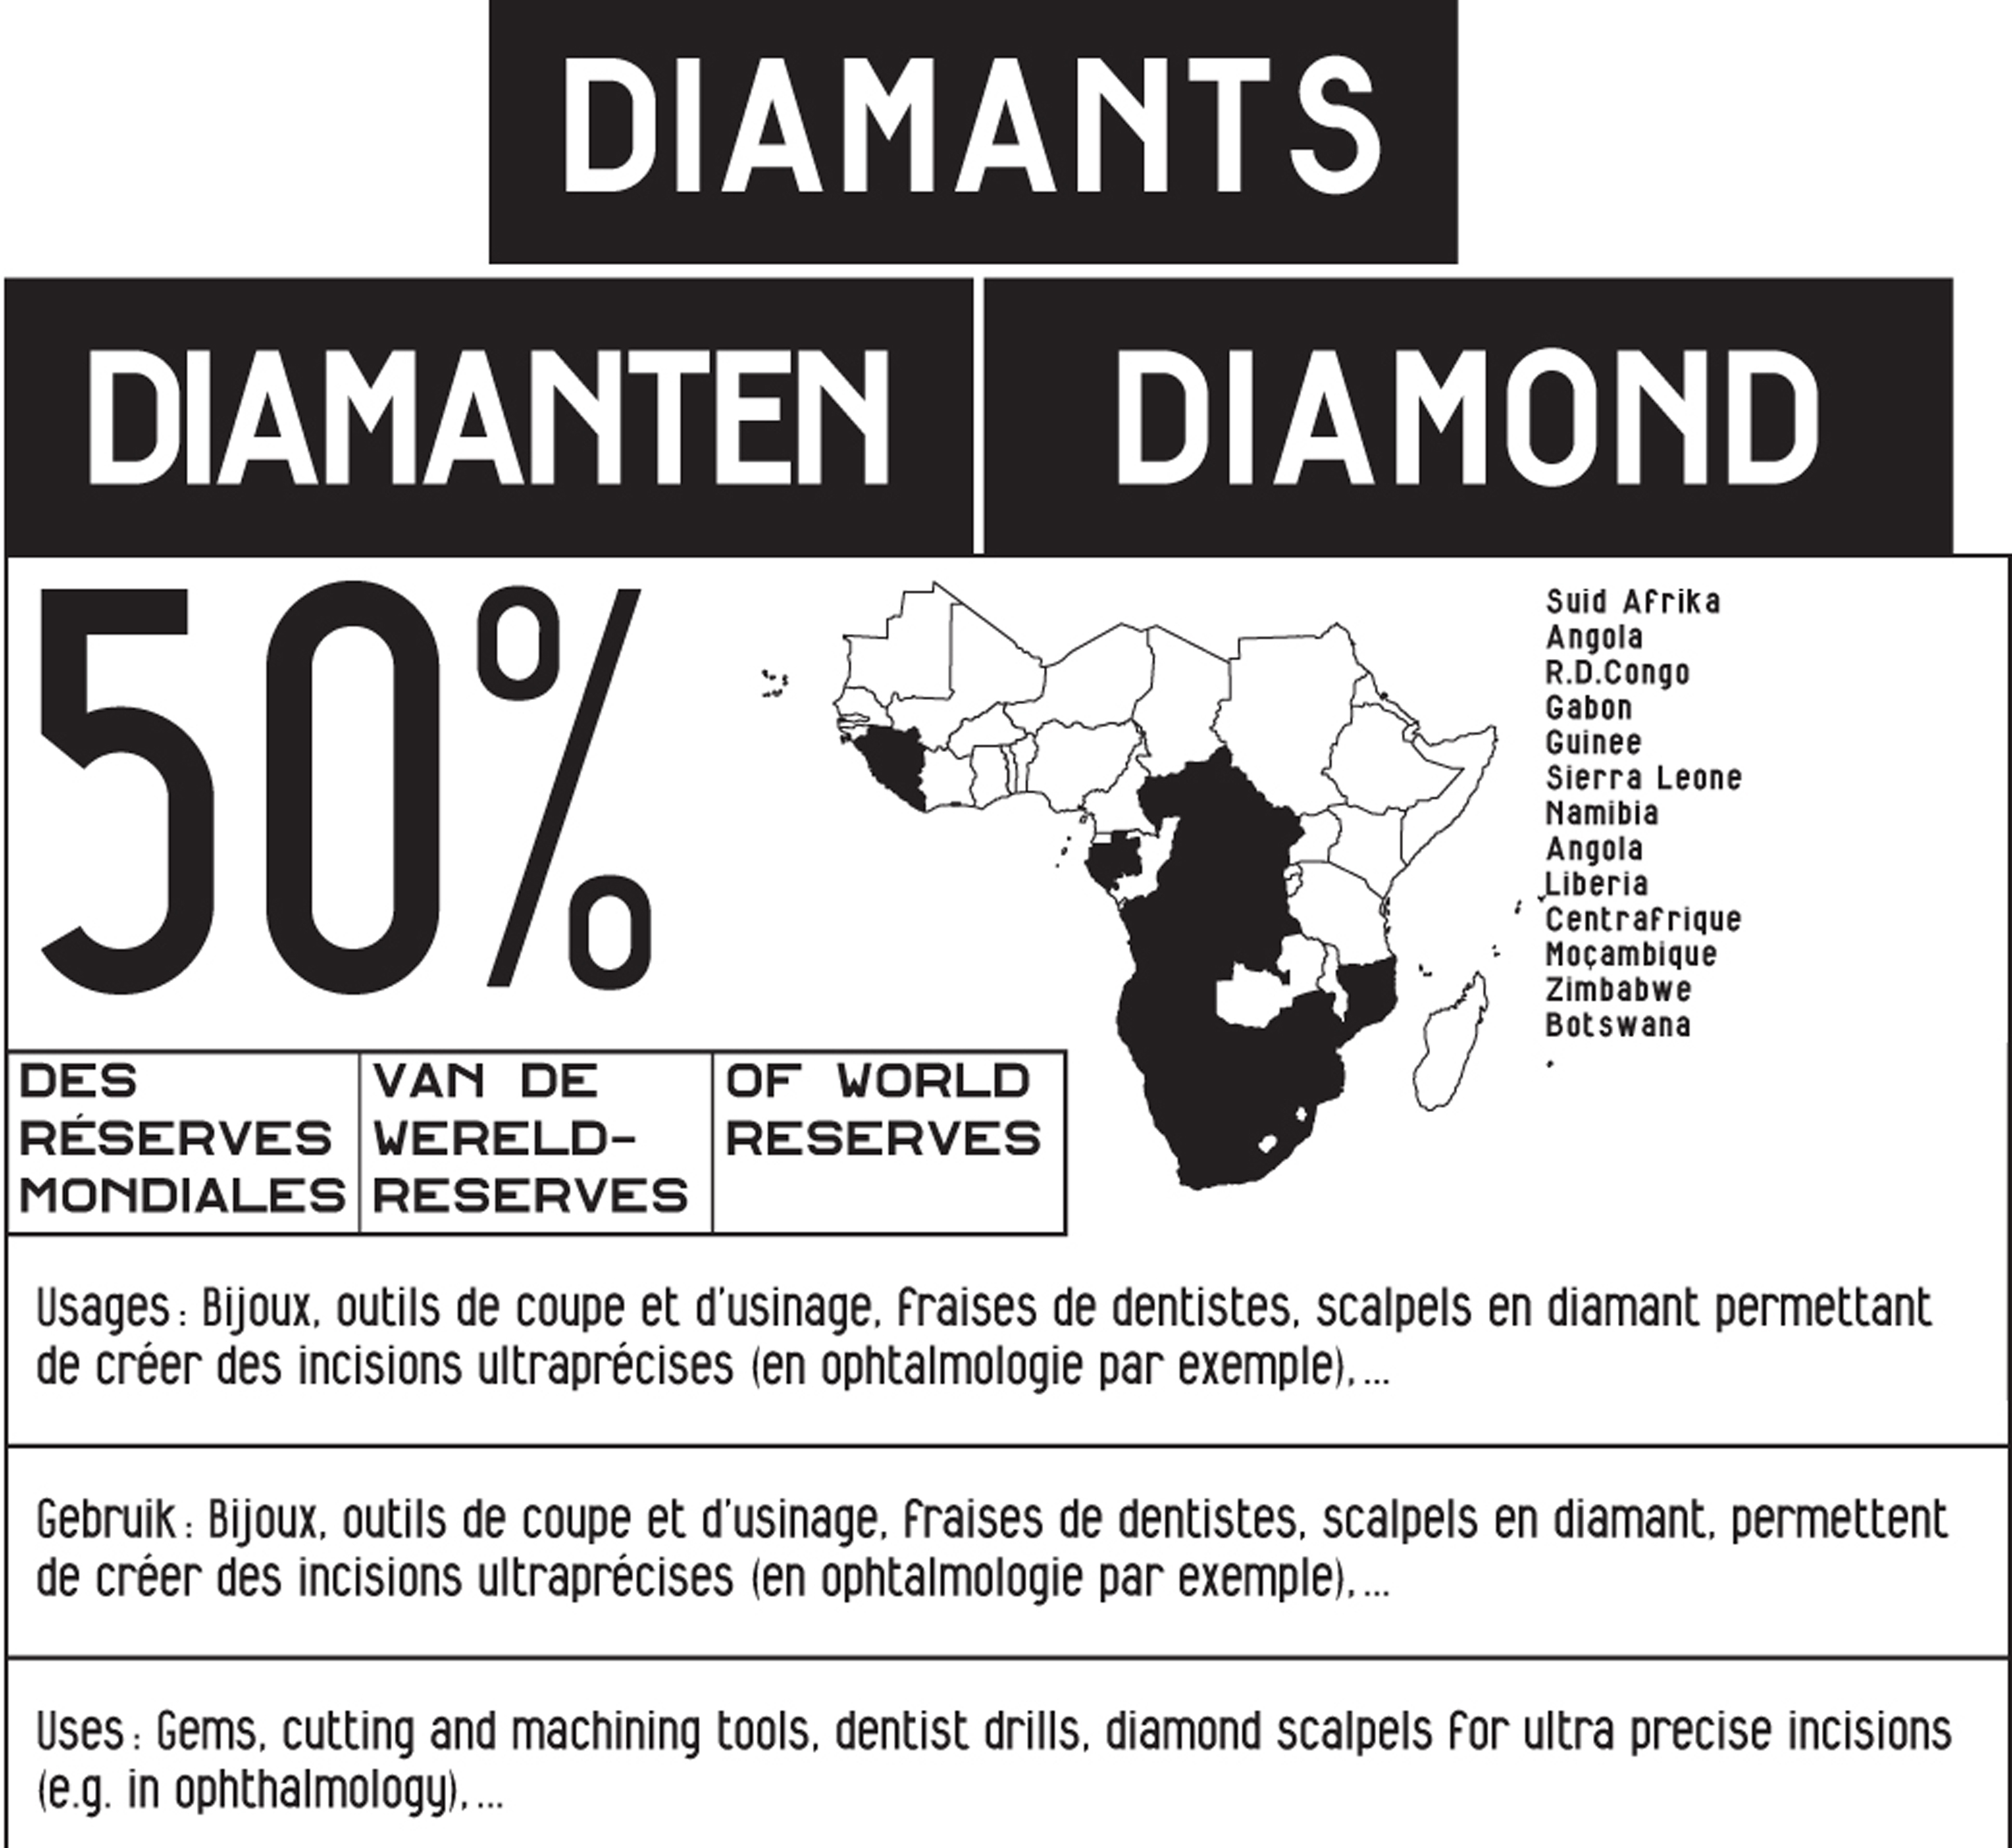 DIAMANTS
DIAMANTEN
DIAMOND
50%
Suid Afrika
Angola
R.D.Congo
Gabon
Guinee
Sierra Leone
Namibia
Angola
Liberia
Centrafrique
Moçambique
Zimbabwe
Botswana
DES
RÉSERVES
MONDIALES
VAN DE
WERELD-
RESERVES
OF WORLD
RESERVES
Usages : Bijoux, outils de coupe et d'usinage, fraises de dentistes, scalpels en diamant permettant
de créer des incisions ultraprécises (en ophtalmologie par exemple), ...
Gebruik : Bijoux, outils de coupe et d'usinage, fraises de dentistes, scalpels en diamant, permettent
de créer des incisions ultraprécises (en ophtalmologie par exemple), ...
Uses : Gems, cutting and machining tools, dentist drills, diamond scalpels for ultra precise incisions
(e.g. in ophthalmology), ...